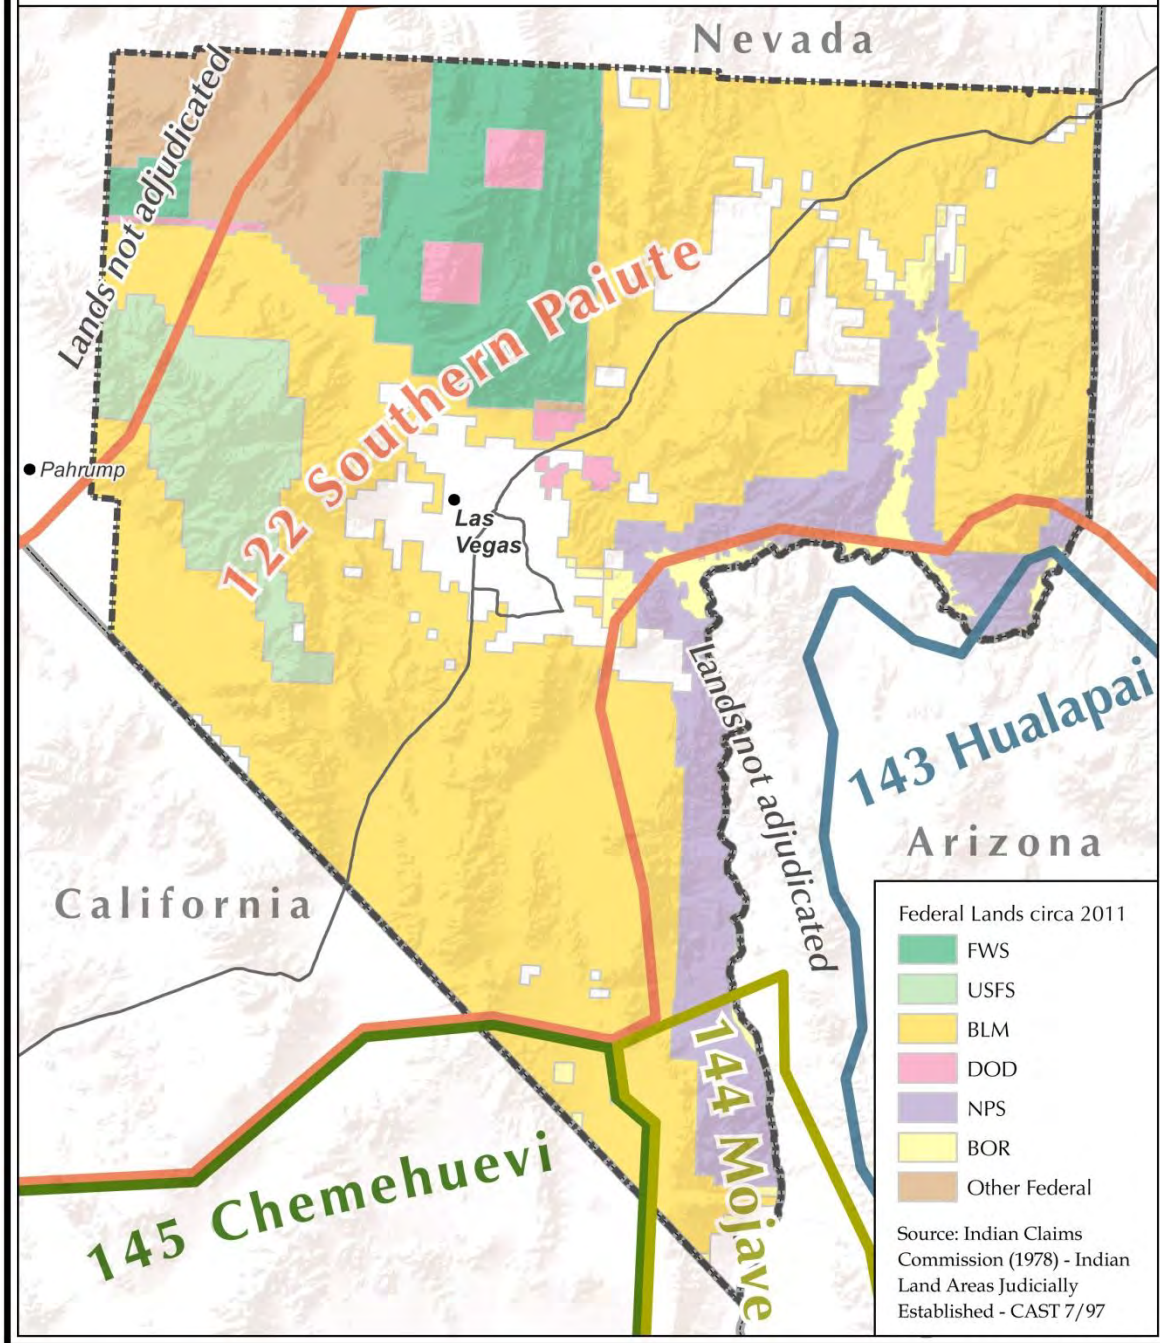 Nevada
Lands not adjudicated
122 Southern Paiute
Pahrump
Las
Vegas
Lands not adjudicated
143 Hualapai
Arizona
California
144 Mojave
145 Chemehuevi
Federal Lands circa 2011
FWS
USFS
BLM
DOD
NPS
BOR
Other Federal
Source: Indian Claims
Commission (1978) - Indian
Land Areas Judicially
Established - CAST 7/97